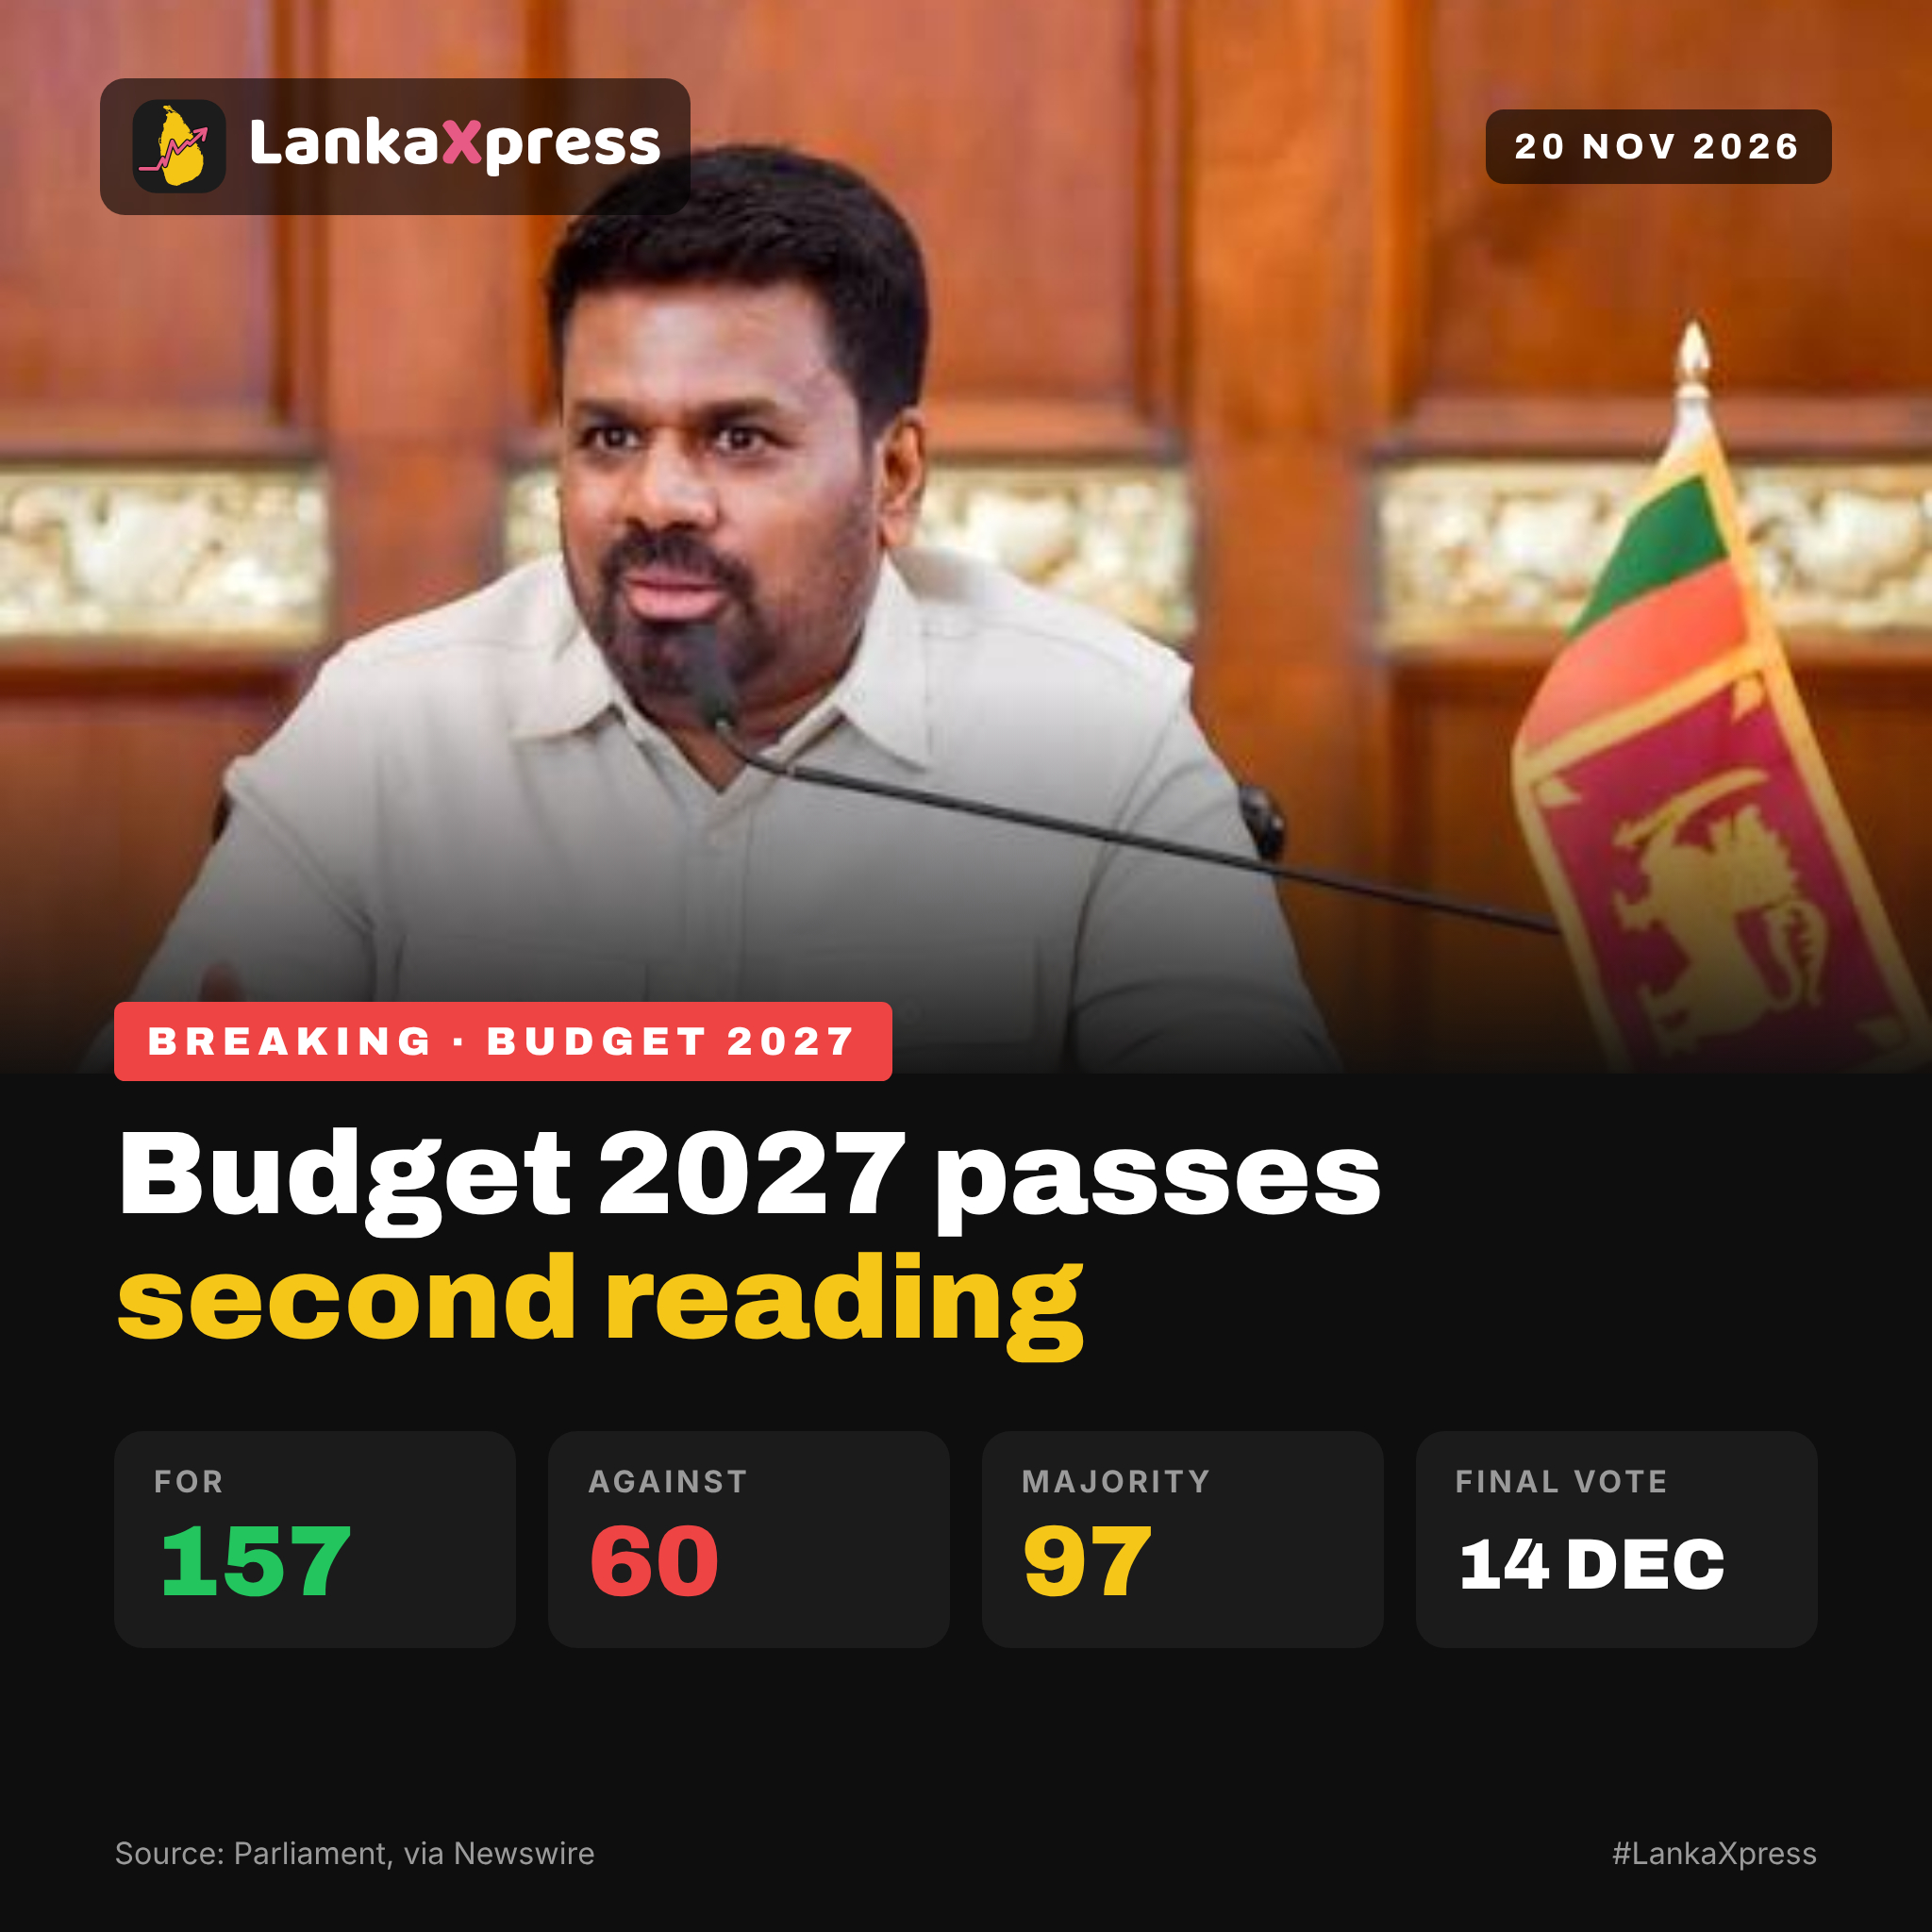 LankaXpress
20 NOV 2026
BREAKING · BUDGET 2027
Budget 2027 passes
second reading
FOR
157
AGAINST
60
MAJORITY
97
FINAL VOTE
14 DEC
Source: Parliament, via Newswire
#LankaXpress